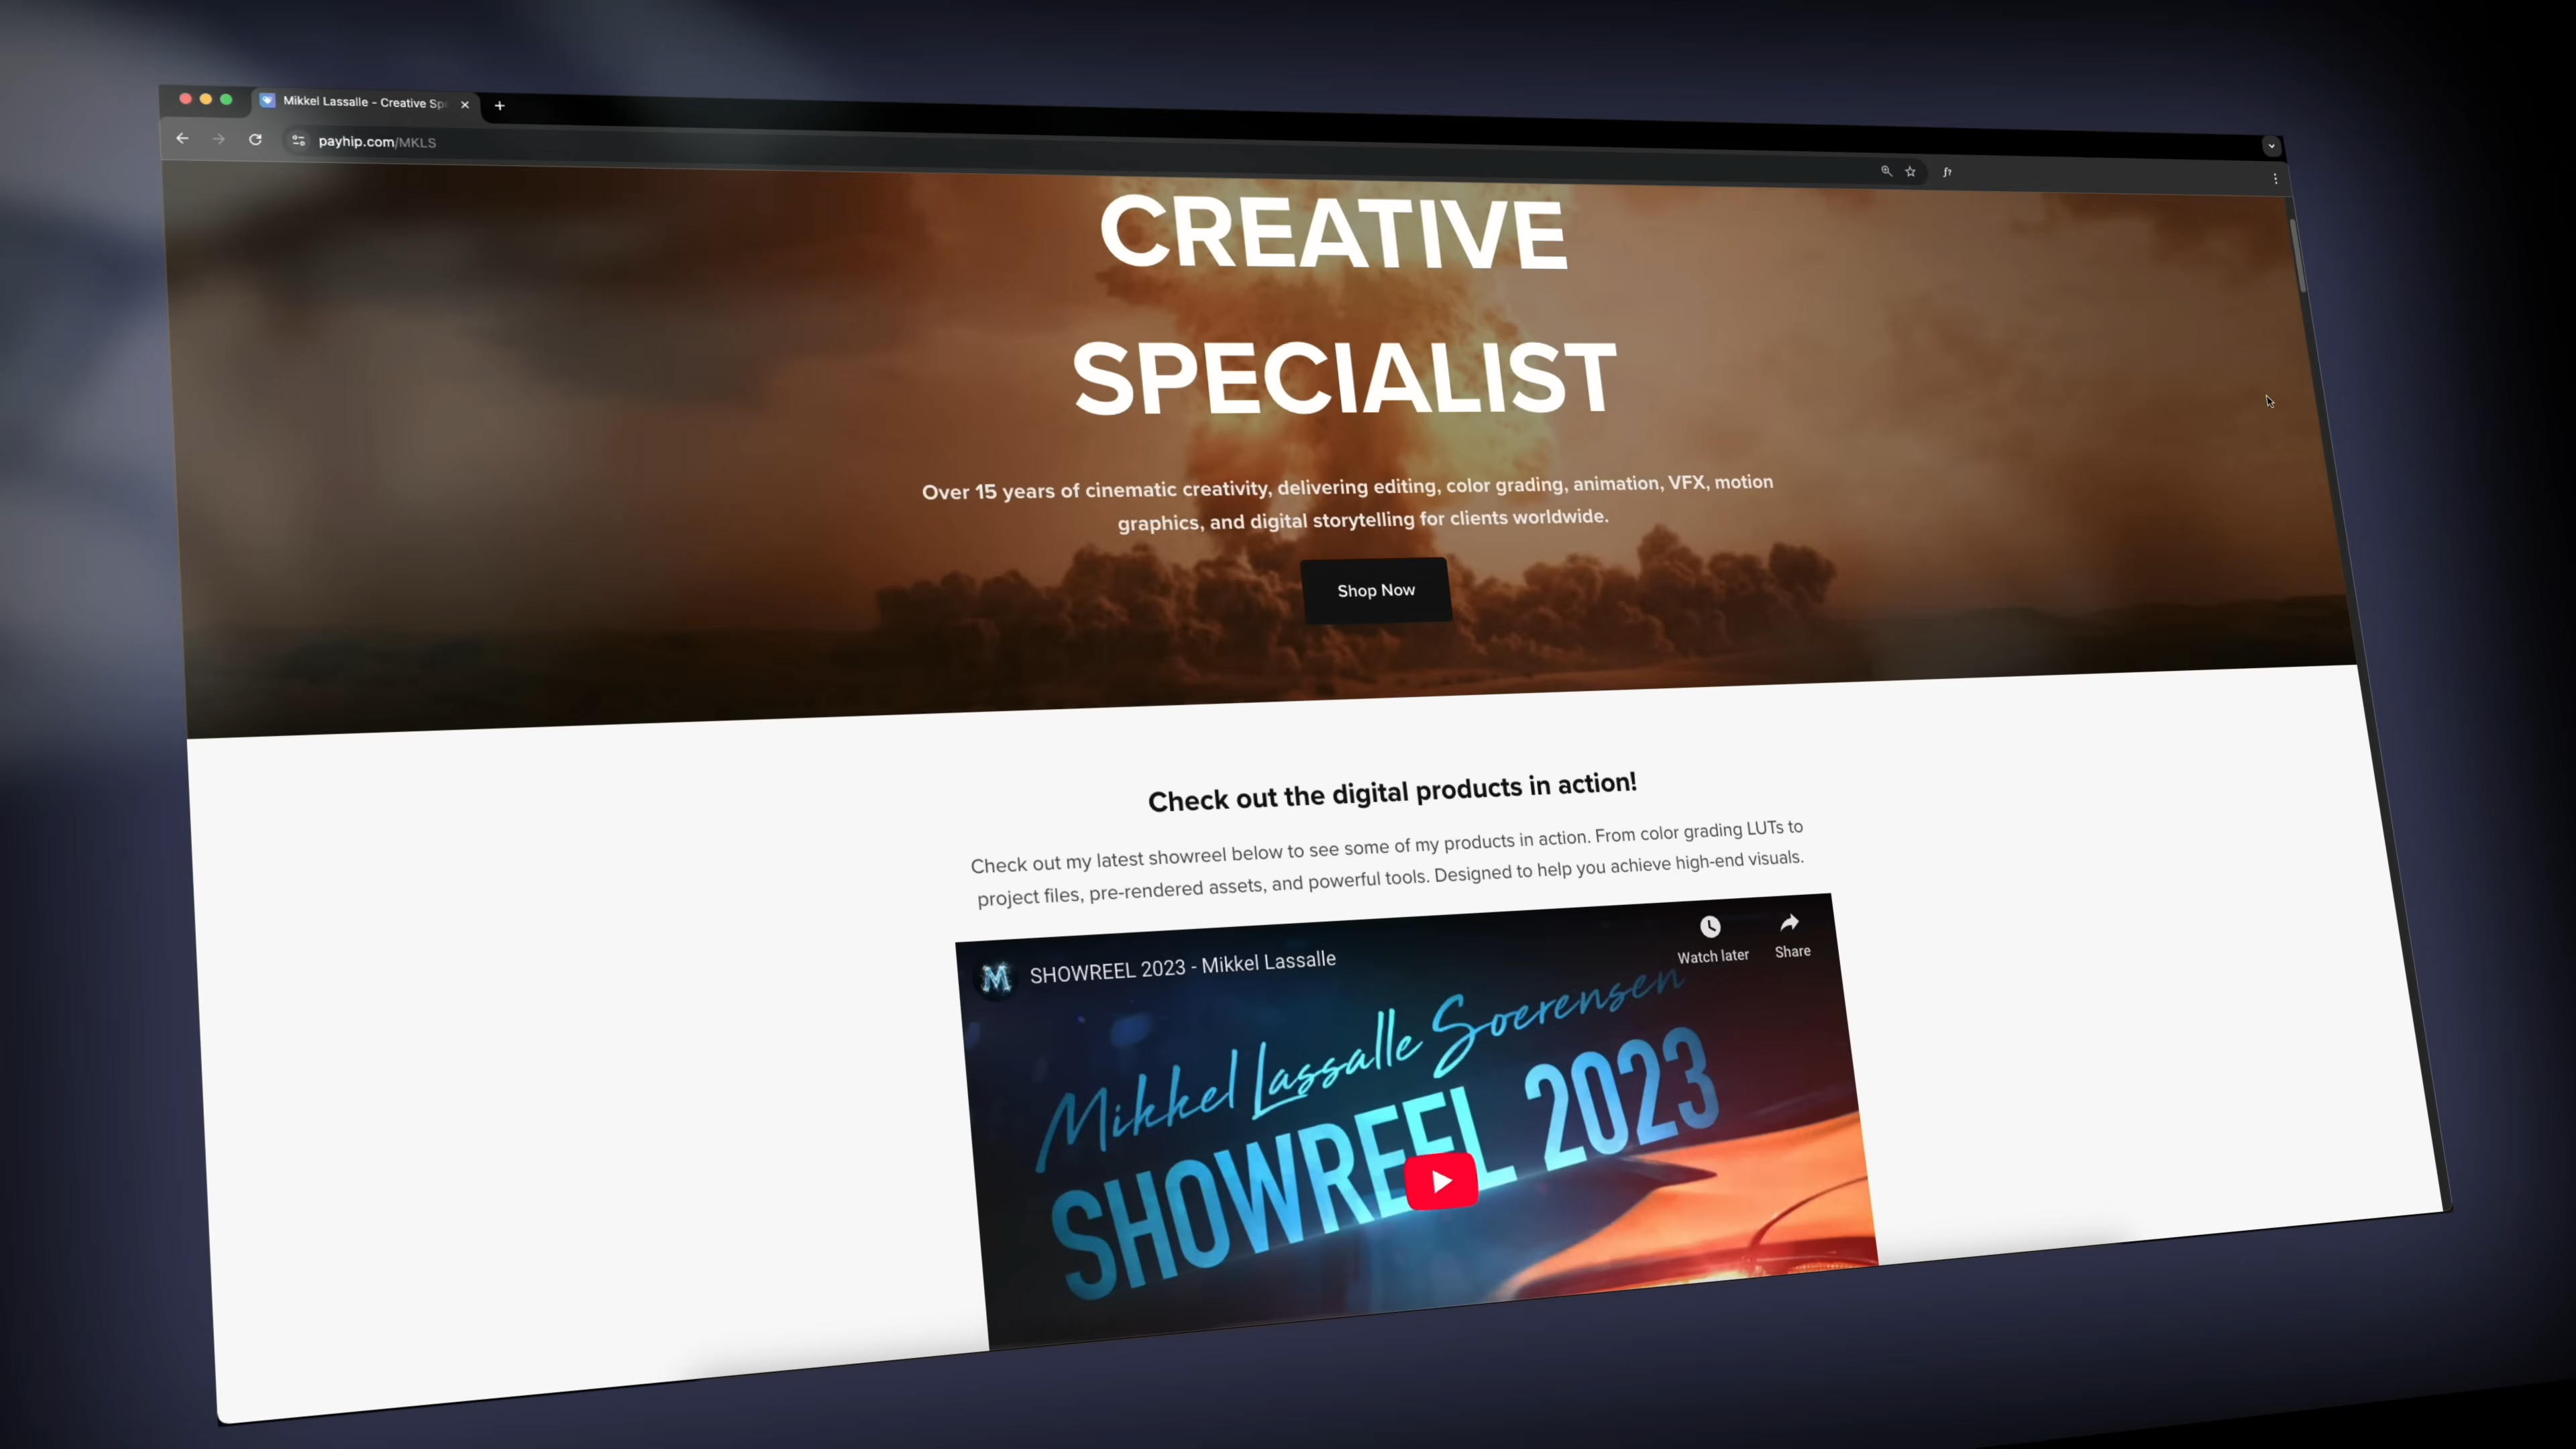 Mikkel Lassalle - Creative Sp
payhip.com/MKLS
CREATIVE
SPECIALIST
Over 15 years of cinematic creativity, delivering editing, color grading, animation, VFX, motion
graphics, and digital storytelling for clients worldwide.
Shop Now
Check out the digital products in action!
Check out my latest showreel below to see some of my products in action. From color grading LUTs to
project files, pre-rendered assets, and powerful tools. Designed to help you achieve high-end visuals.
M
SHOWREEL 2023 - Mikkel Lassalle
Watch later
Share
Mikkel Lassalle Soerensen
SHOWREEL 2023